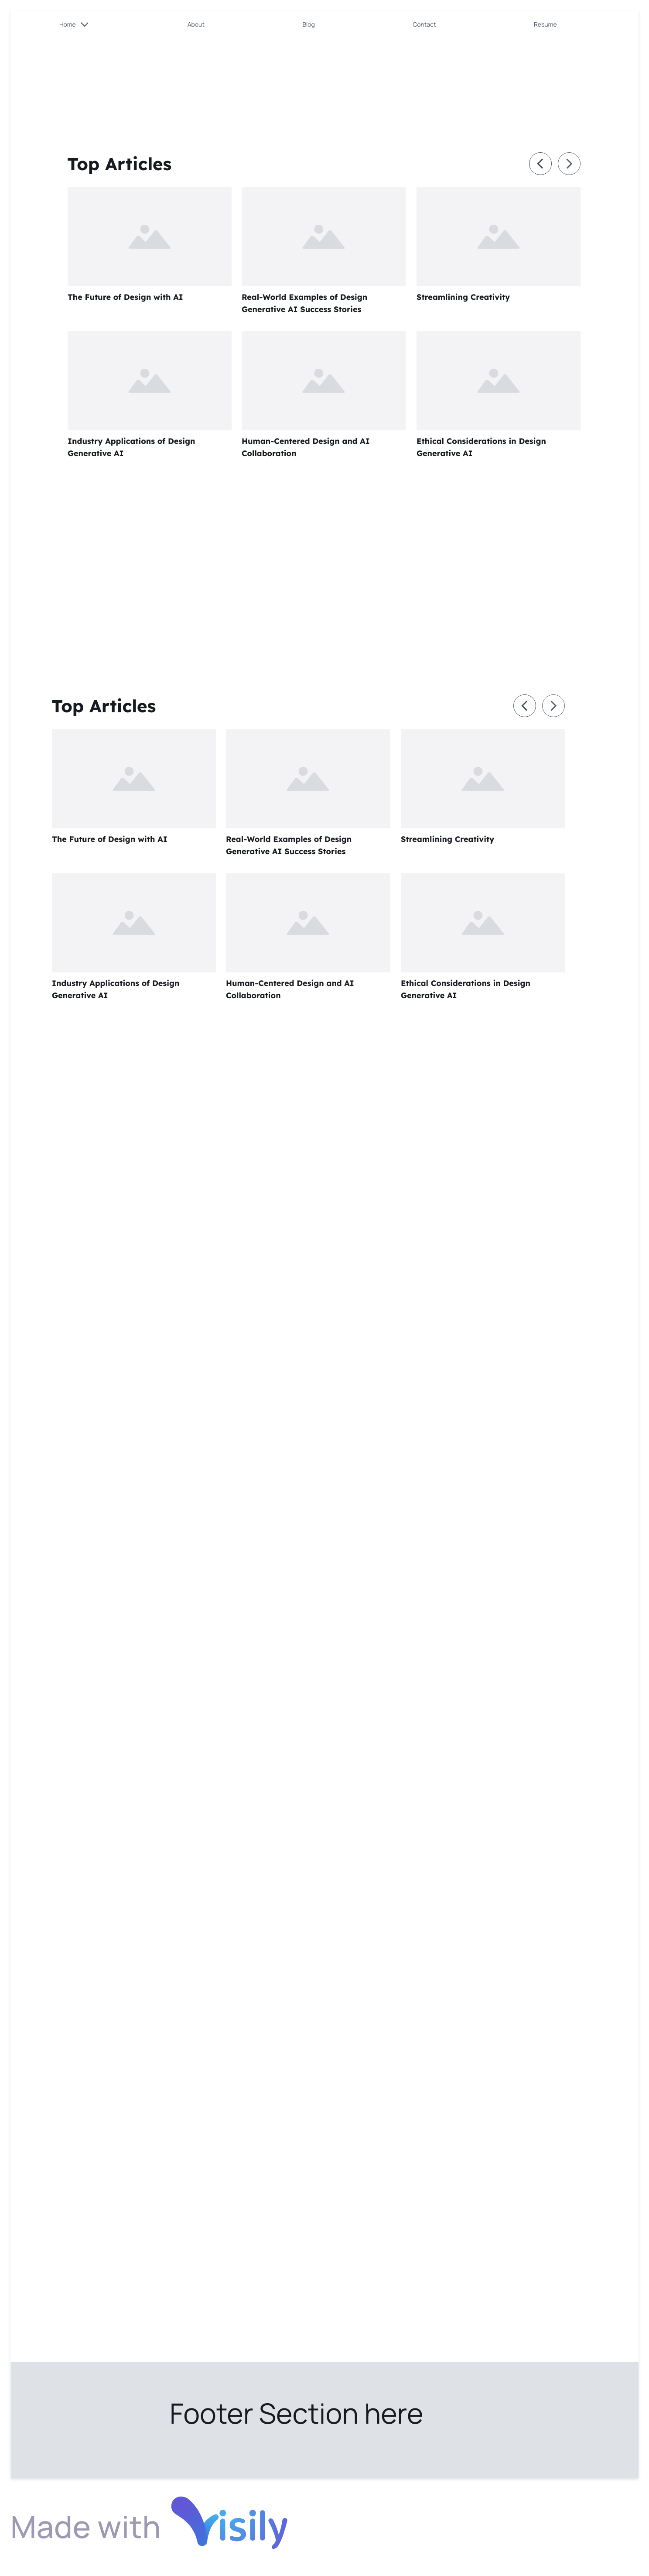 Home
About
Blog
Contact
Resume
Top Articles
The Future of Design with AI
Real-World Examples of Design
Generative AI Success Stories
Streamlining Creativity
Industry Applications of Design
Generative AI
Human-Centered Design and AI
Collaboration
Ethical Considerations in Design
Generative AI
Top Articles
The Future of Design with AI
Real-World Examples of Design
Generative AI Success Stories
Streamlining Creativity
Industry Applications of Design
Generative AI
Human-Centered Design and AI
Collaboration
Ethical Considerations in Design
Generative AI
Footer Section here
Made with Visily